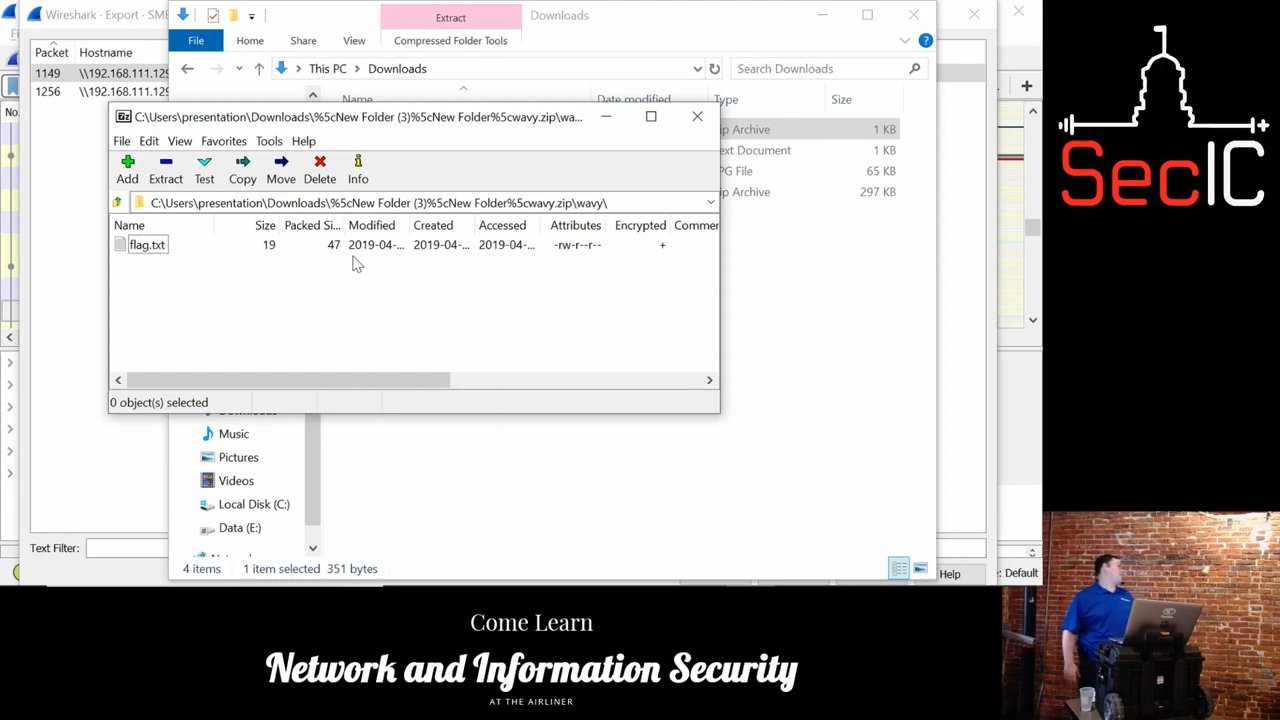 Wireshark - Export - SMB
Extract
Downloads
File
Home
Share
View
Compressed Folder Tools
This PC
Downloads
Search Downloads
Packet
Hostname
1149
\\192.168.111.129
1256
\\192.168.111.12
No.
Name
Date modified
Type
Size
ip Archive
1 KB
ext Document
1 KB
PG File
65 KB
ip Archive
297 KB
C:\Users\presentation\Downloads\%5cNew Folder (3)%5cNew Folder%5cwavy.zip\wa...
File
Edit
View
Favorites
Tools
Help
Add
Extract
Test
Copy
Move
Delete
Info
C:\Users\presentation\Downloads\%5cNew Folder (3)%5cNew Folder%5cwavy.zip\wavy\
Name
Size
Packed Si...
Modified
Created
Accessed
Attributes
Encrypted
Commer
flag.txt
19
47
2019-04-...
2019-04-...
2019-04-...
-rw-r--r--
+
0 object(s) selected
Downloads
Music
Pictures
Videos
Local Disk (C:)
Data (E:)
Text Filter:
4 items
1 item selected
351 bytes
Help
e: Default
SecIC
Come Learn
Network and Information Security
AT THE AIRLINER